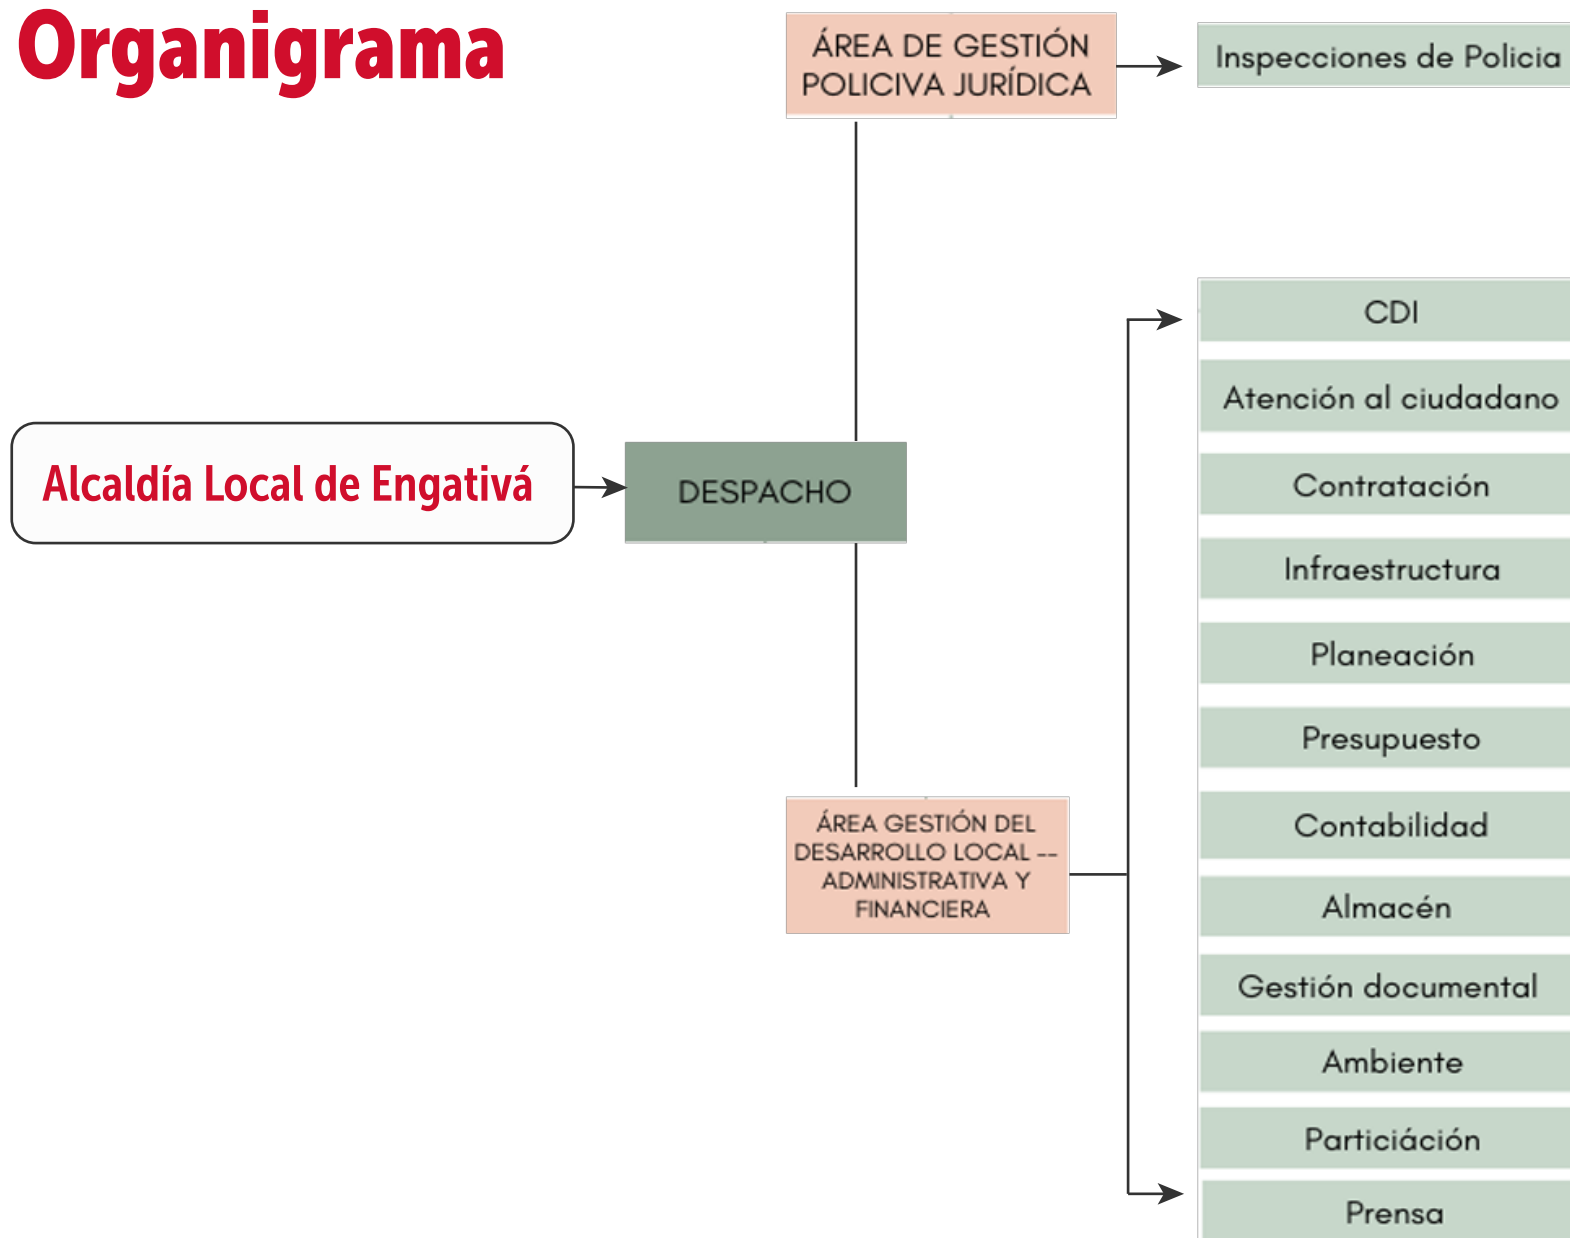 Organigrama
ÁREA DE GESTIÓN
POLICIVA JURÍDICA
Inspecciones de Policia
Alcaldía Local de Engativá
DESPACHO
ÁREA GESTIÓN DEL
DESARROLLO LOCAL --
ADMINISTRATIVA Y
FINANCIERA
CDI
Atención al ciudadano
Contratación
Infraestructura
Planeación
Presupuesto
Contabilidad
Almacén
Gestión documental
Ambiente
Particiáción
Prensa